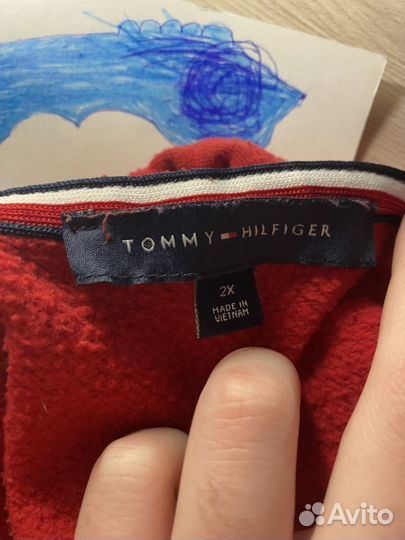 TOMMY HILFIGER
2X
MADE IN
VIETNAM
Avito